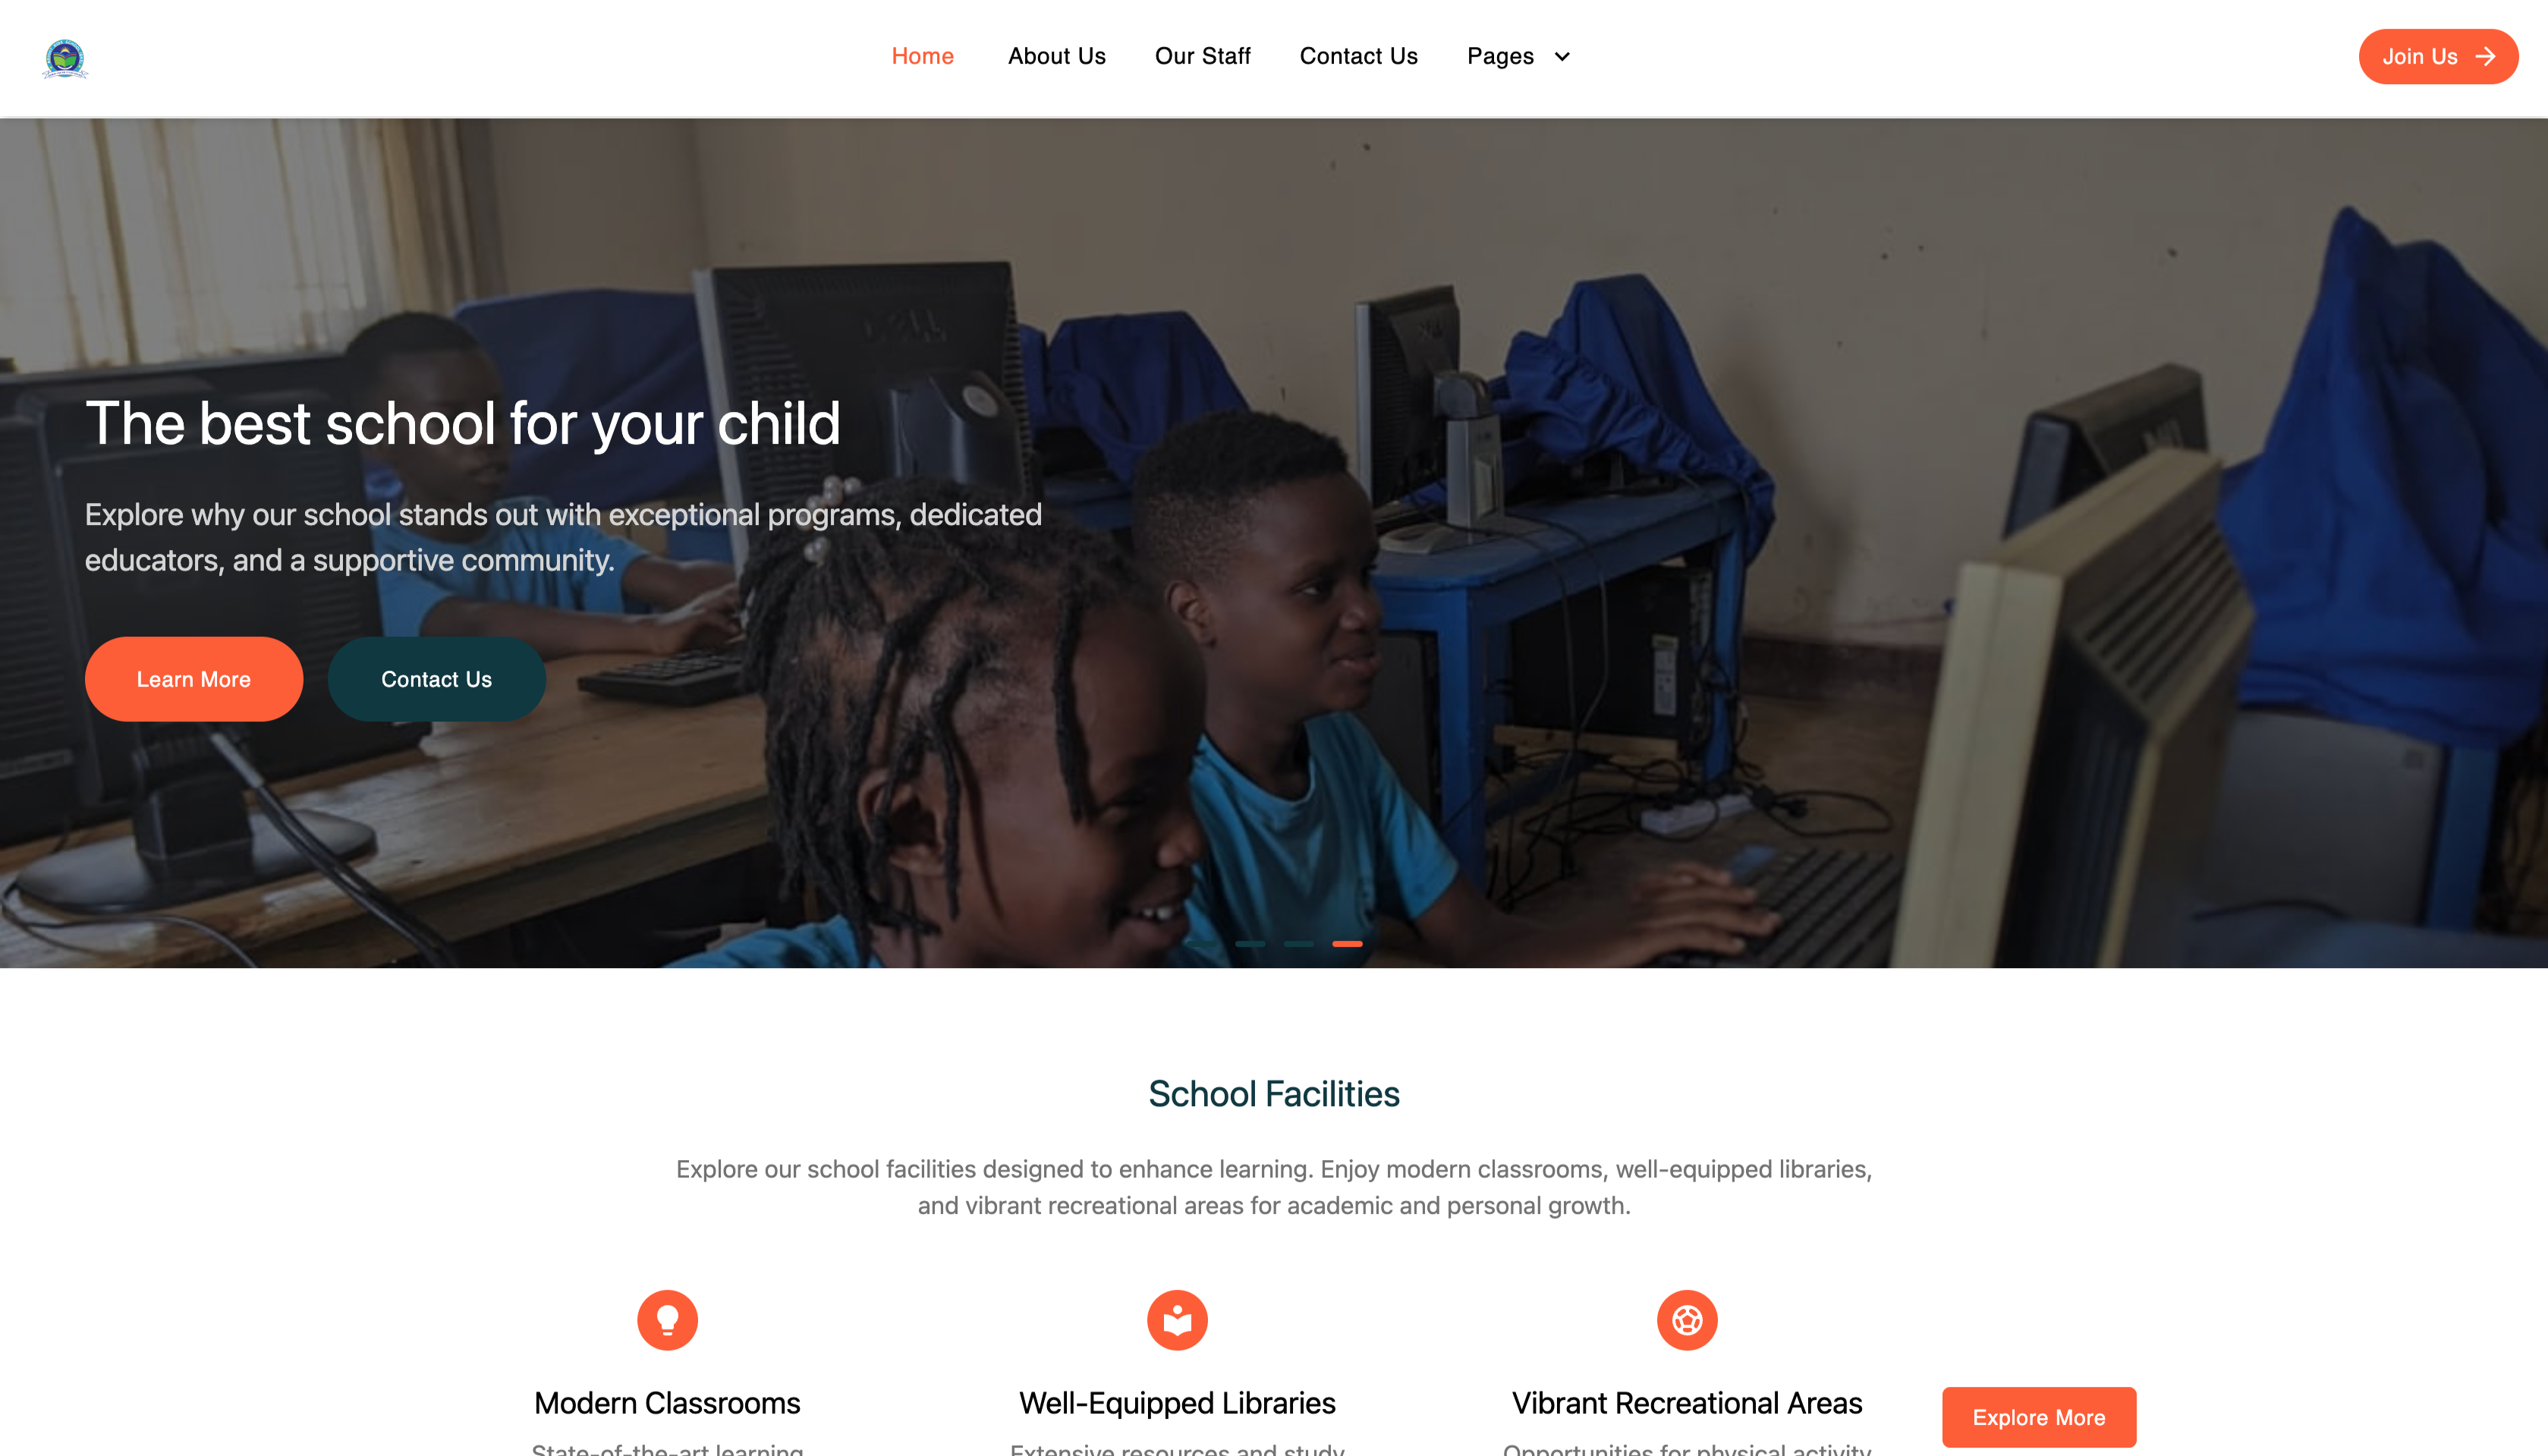 Home About Us Our Staff Contact Us Pages
Join Us
The best school for your child
Explore why our school stands out with exceptional programs, dedicated
educators, and a supportive community.
Learn More Contact Us
School Facilities
Explore our school facilities designed to enhance learning. Enjoy modern classrooms, well-equipped libraries,
and vibrant recreational areas for academic and personal growth.
Modern Classrooms
State-of-the-art learning
Well-Equipped Libraries
Extensive resources and study
Vibrant Recreational Areas
Opportunities for physical activity
Explore More